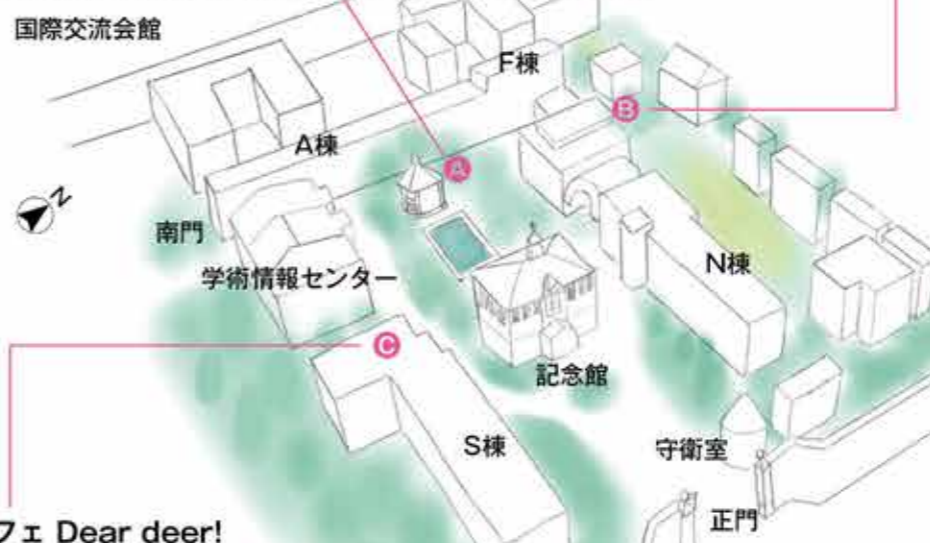 国際交流会館
F棟
B
A棟
A
N
南門
学術情報センター
N棟
C
記念館
S棟
守衛室
正門
フェ Dear deer!